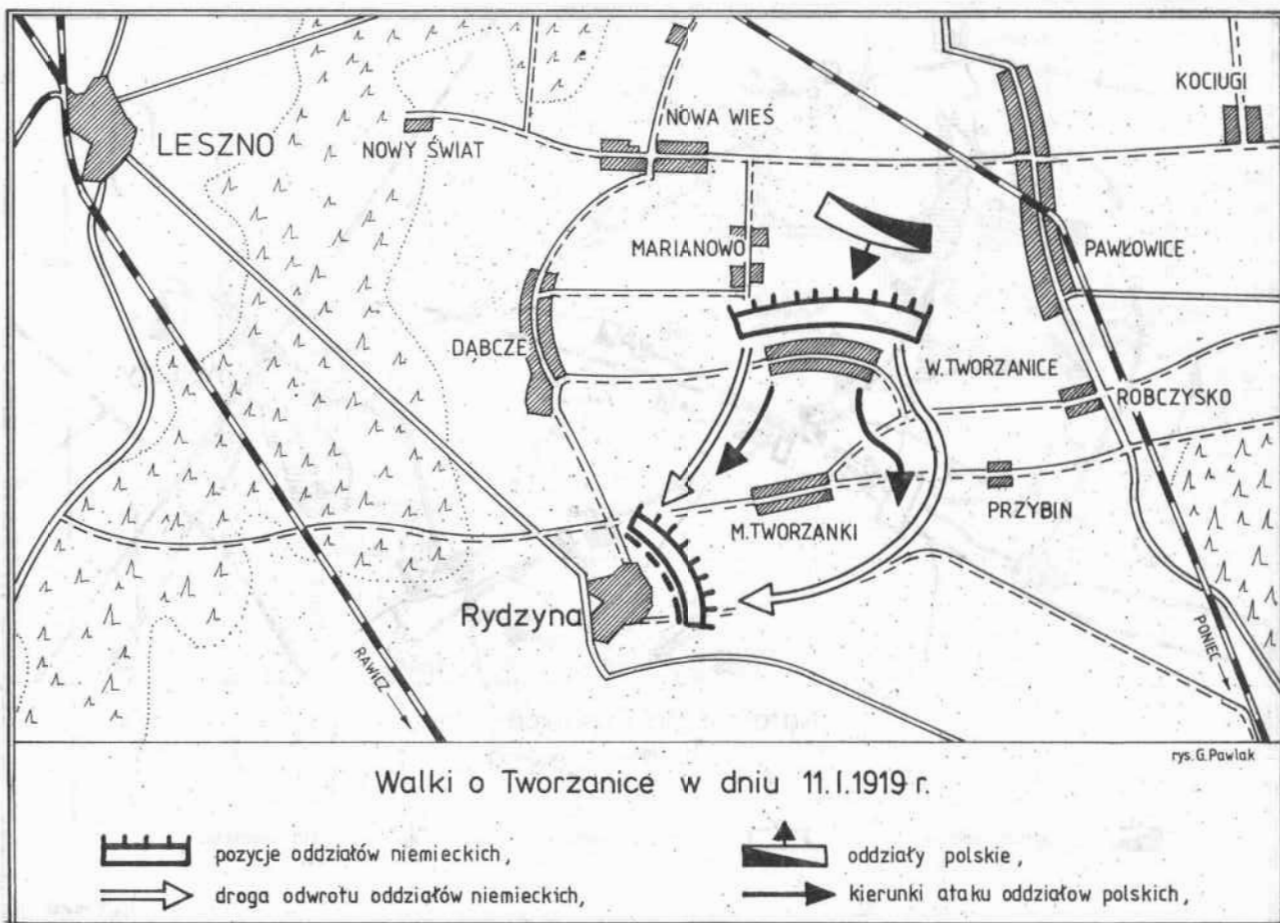 KOCIUGI
NOWA WIEŚ
LESZNO
NOWY ŚWIAT
MARIANOWO
PAWŁOWICE
DĄBCZE
W. TWORZANICE
ROBCZYSKO
PRZYBIN
M. TWORZANKI
Rydzyna
RAWICZ
PONIEC
rys. G. Pawlak
Walki o Tworzanice w dniu 11.I.1919 r.
pozycje oddziałów niemieckich,
oddziały polskie,
droga odwrotu oddziałów niemieckich,
kierunki ataku oddziałow polskich,